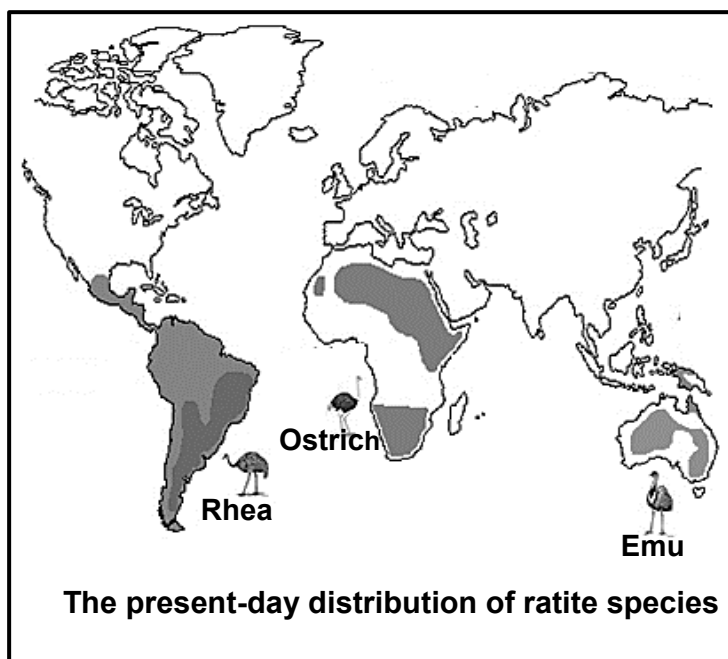 Ostrich
Rhea
Emu
The present-day distribution of ratite species